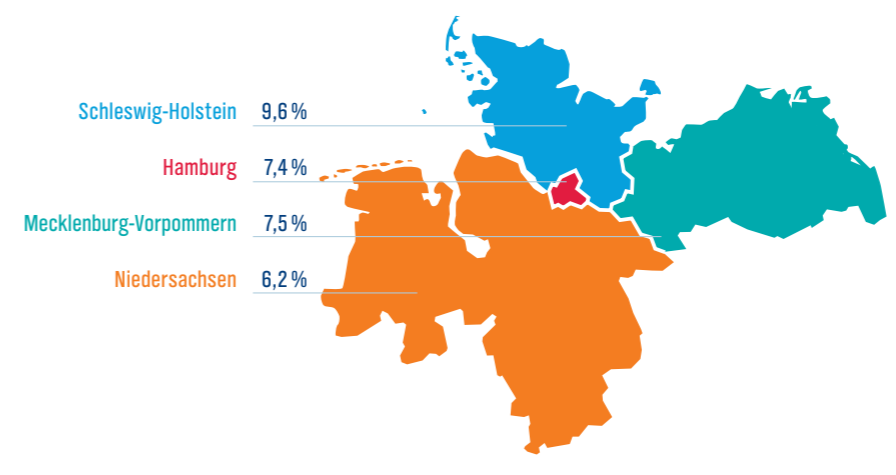 Schleswig-Holstein 9,6 %
Hamburg 7,4 %
Mecklenburg-Vorpommern 7,5 %
Niedersachsen 6,2 %